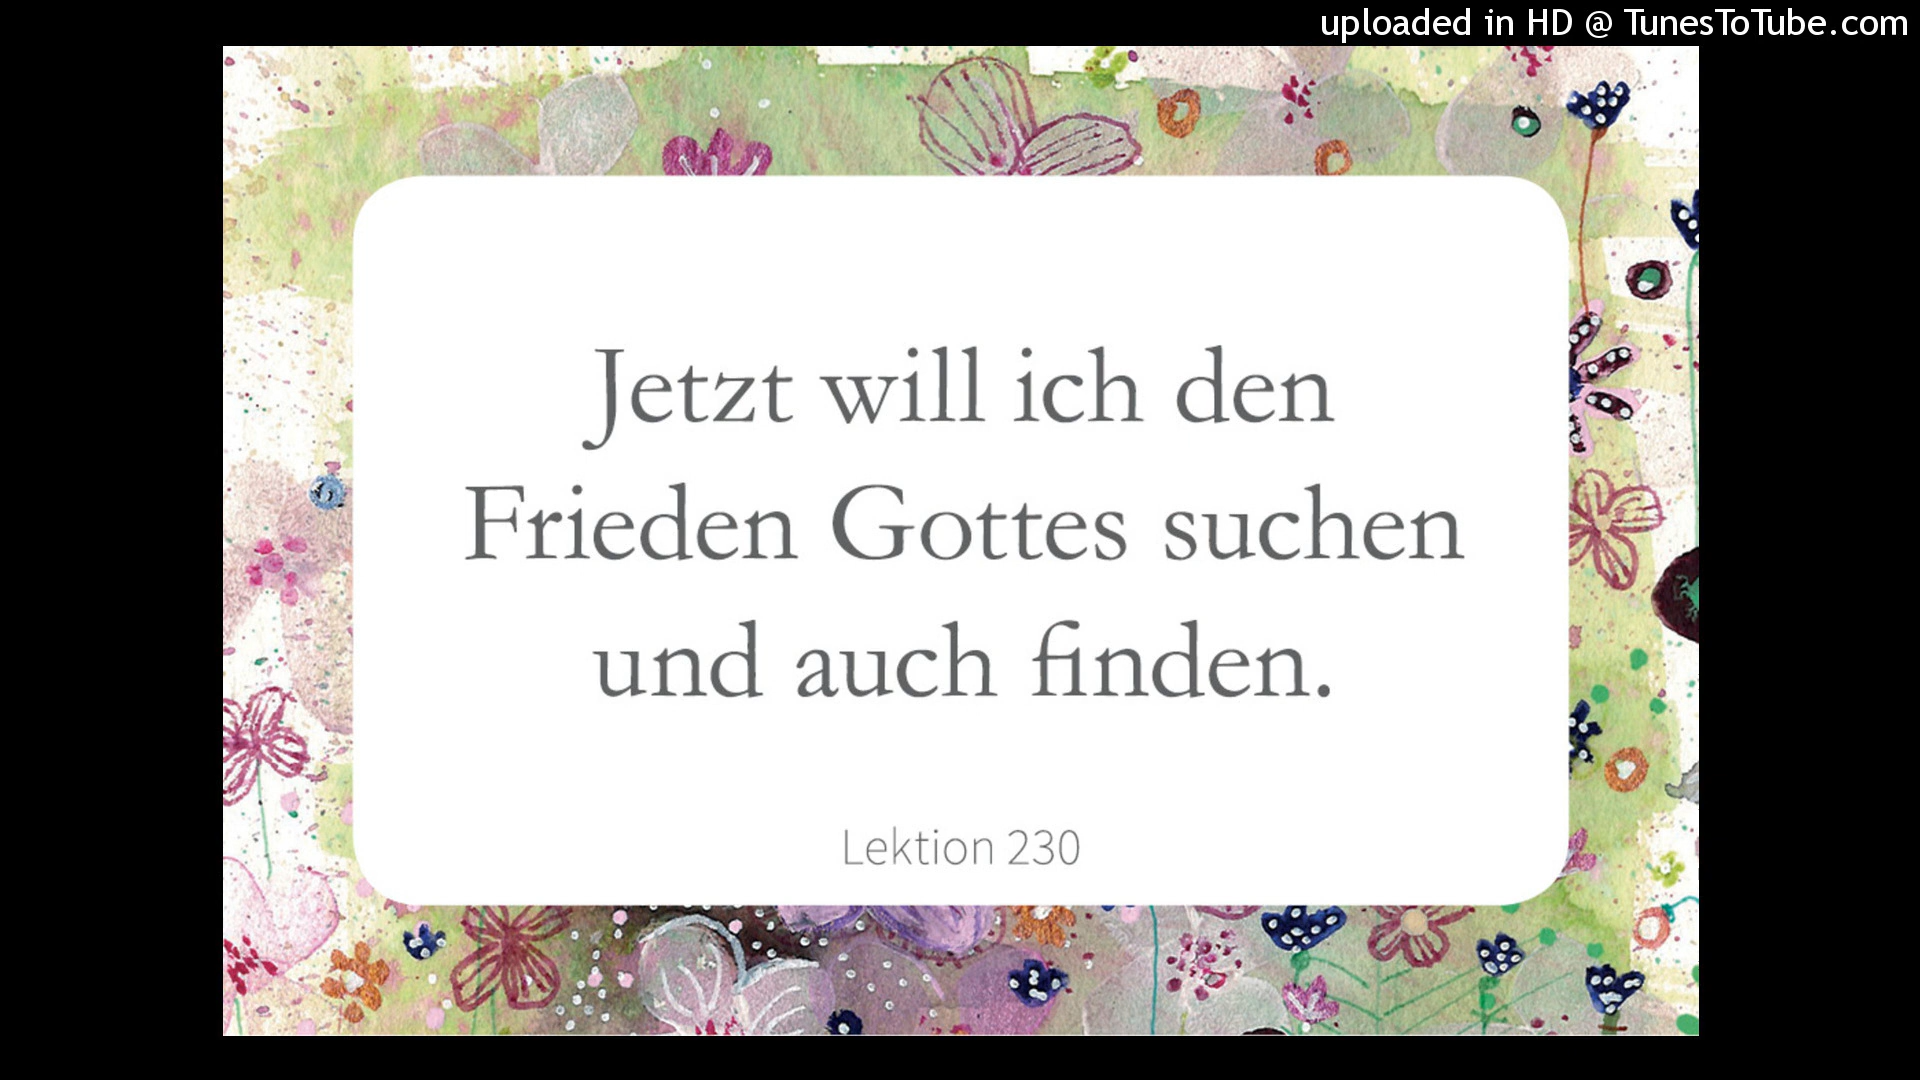 uploaded in HD @ TunesToTube.com
Jetzt will ich den
Frieden Gottes suchen
und auch finden.
Lektion 230